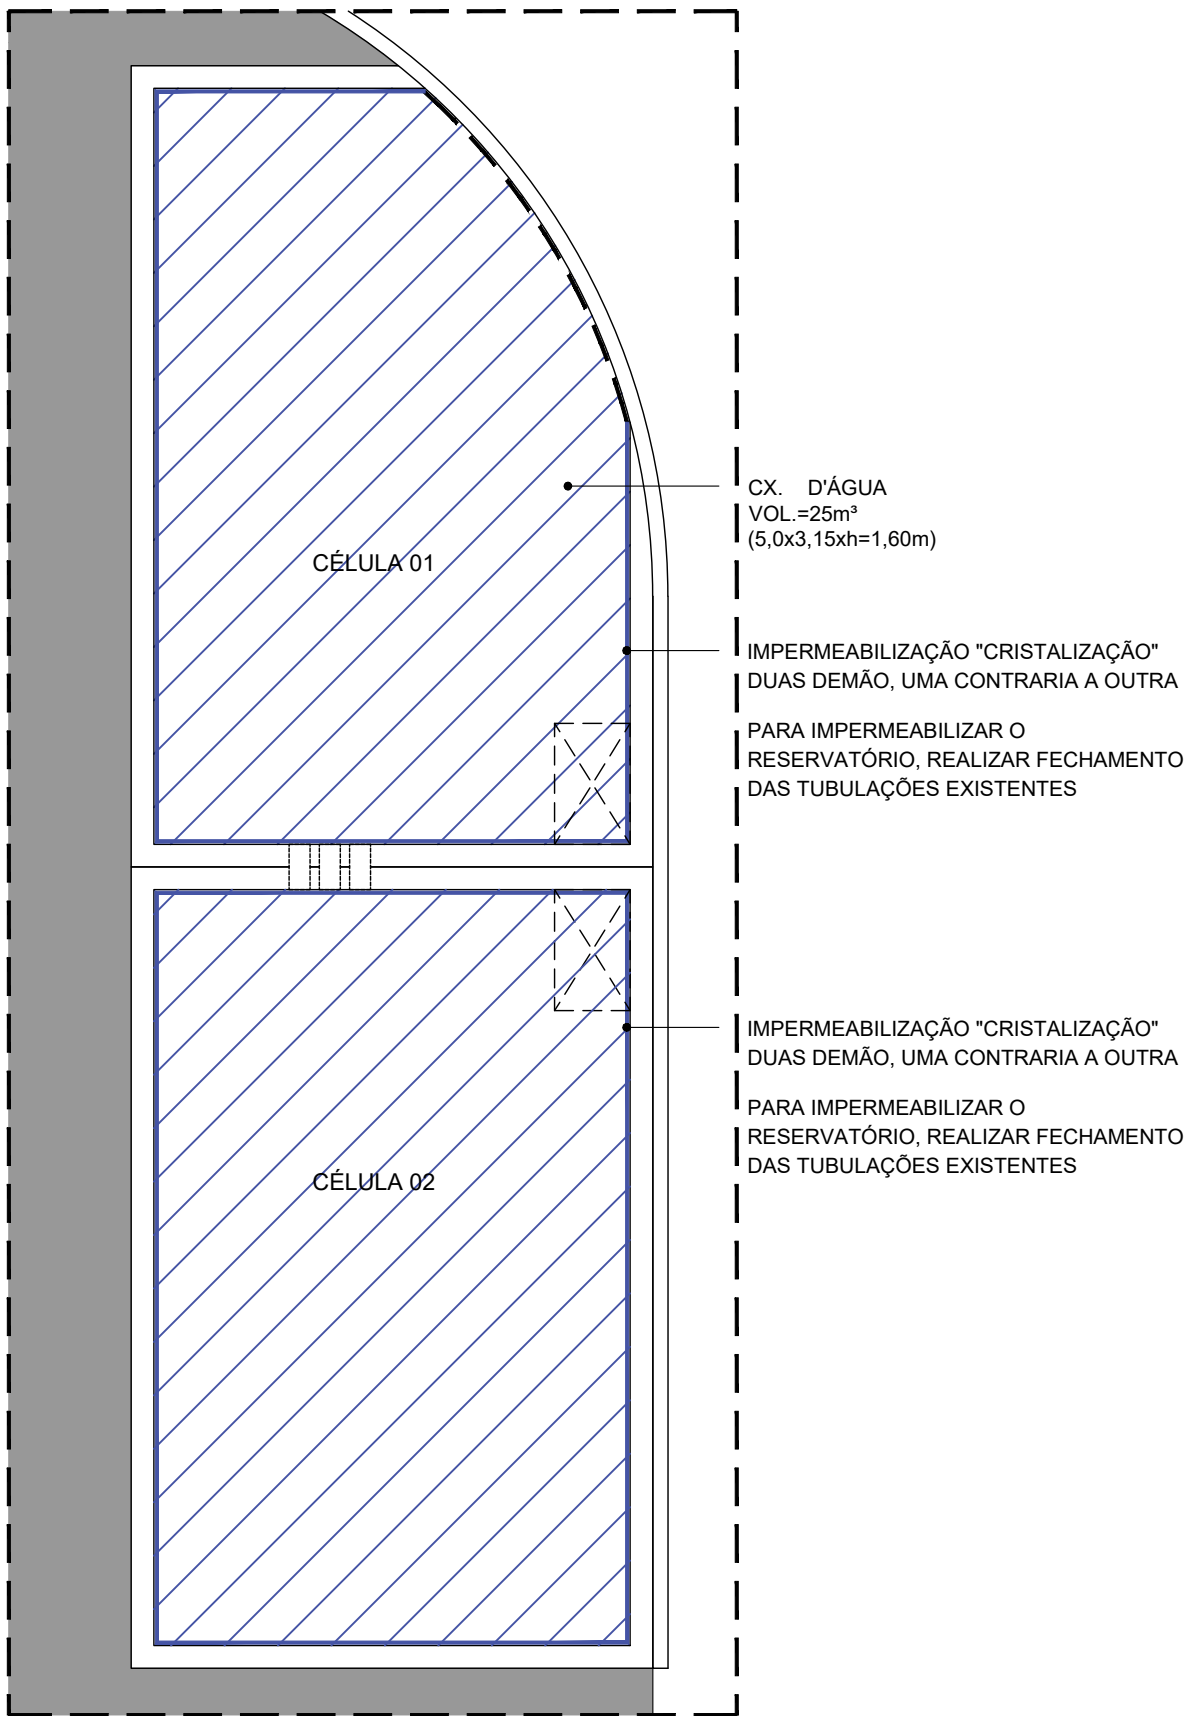 CX. D'ÁGUA
VOL.=25m³
(5,0x3,15xh=1,60m)
CÉLULA 01
IMPERMEABILIZAÇÃO "CRISTALIZAÇÃO"
DUAS DEMÃO, UMA CONTRARIA A OUTRA
PARA IMPERMEABILIZAR O
RESERVATÓRIO, REALIZAR FECHAMENTO
DAS TUBULAÇÕES EXISTENTES
IMPERMEABILIZAÇÃO "CRISTALIZAÇÃO"
DUAS DEMÃO, UMA CONTRARIA A OUTRA
PARA IMPERMEABILIZAR O
RESERVATÓRIO, REALIZAR FECHAMENTO
DAS TUBULAÇÕES EXISTENTES
CÉLULA 02